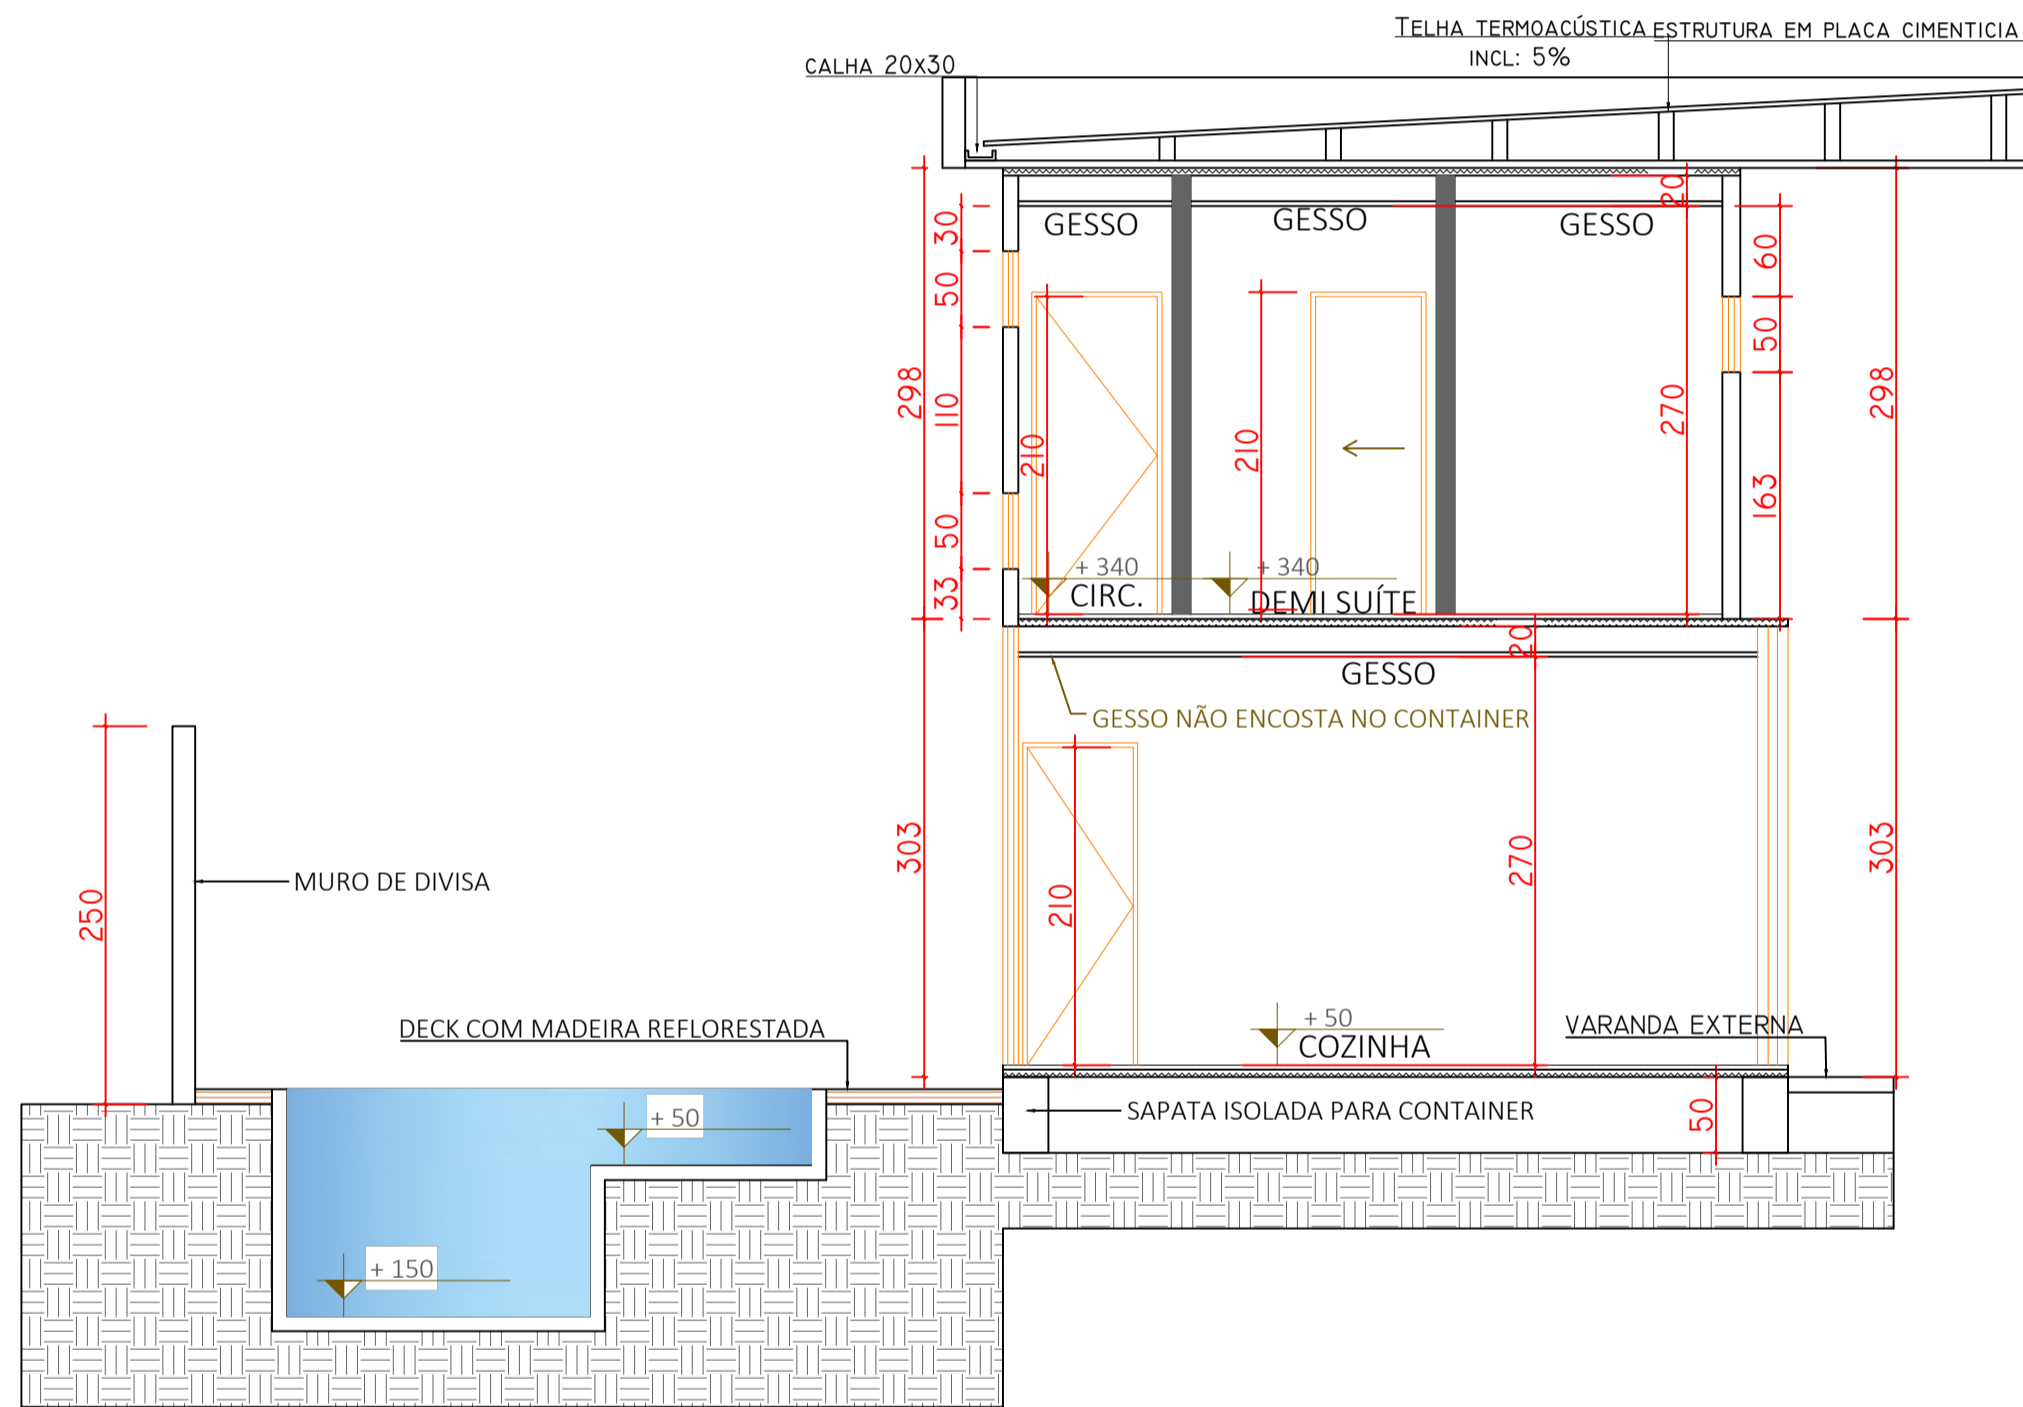 TELHA TERMOACÚSTICA ESTRUTURA EM PLACA CIMENTICIA
INCL: 5%
CALHA 20X30
20
GESSO GESSO GESSO
30
60
50
50
298
110
270
298
210
210
163
50
33
+ 340 + 340
CIRC. DEMI SUÍTE
20
GESSO
GESSO NÃO ENCOSTA NO CONTAINER
303
270
303
MURO DE DIVISA
250
210
DECK COM MADEIRA REFLORESTADA
+ 50
COZINHA
VARANDA EXTERNA
+ 50
SAPATA ISOLADA PARA CONTAINER
50
+ 150